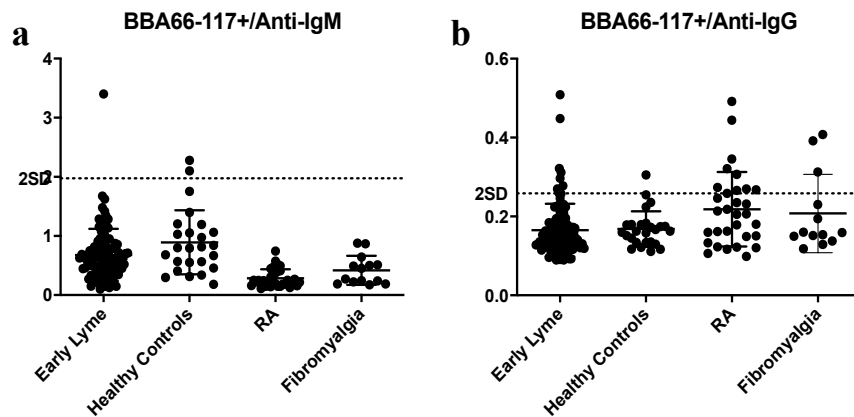 a
BBA66-117+/Anti-IgM
4
3
2
2SD
1
0
Early Lyme
Healthy Controls
RA
Fibromyalgia
b
BBA66-117+/Anti-IgG
0.6
0.4
2SD
0.2
0.0
Early Lyme
Healthy Controls
RA
Fibromyalgia